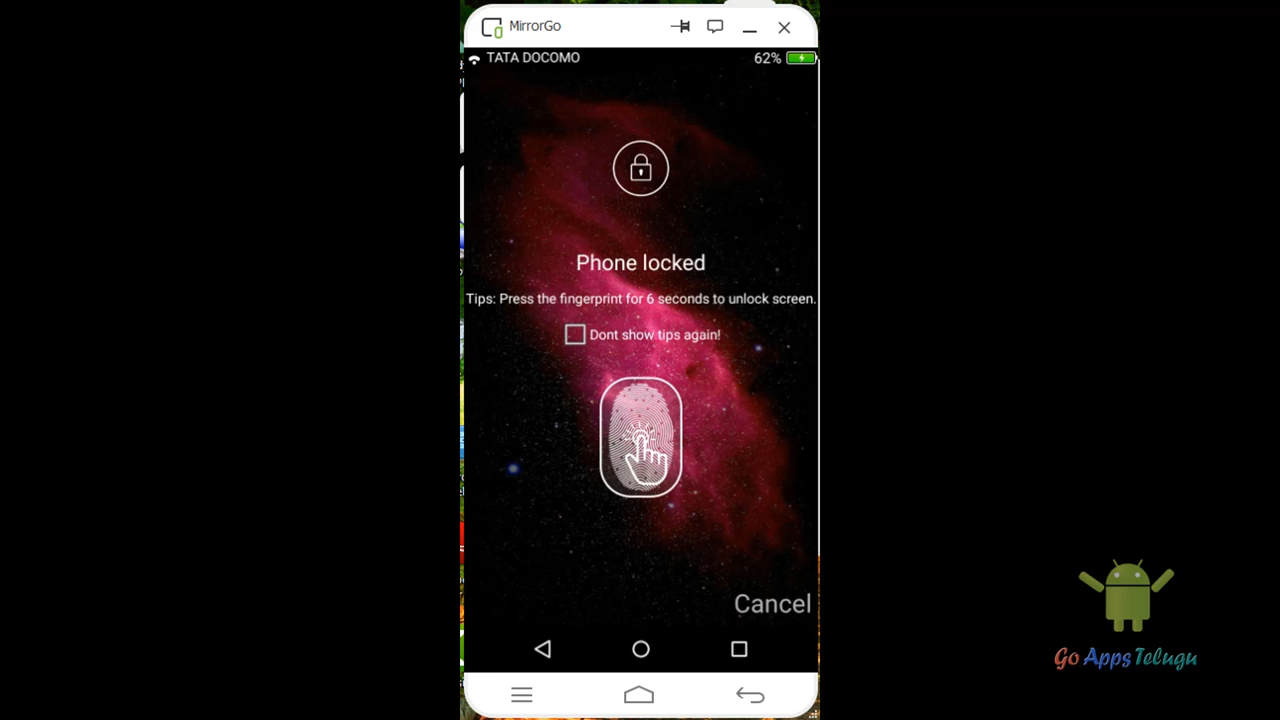 MirrorGo
TATA DOCOMO 62%
Phone locked
Tips: Press the fingerprint for 6 seconds to unlock screen.
Dont show tips again!
Cancel
Go Apps Telugu